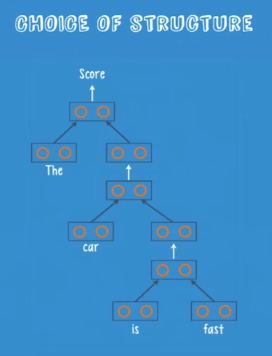 CHOICE OF STRUCTURE
Score
The
car
is fast